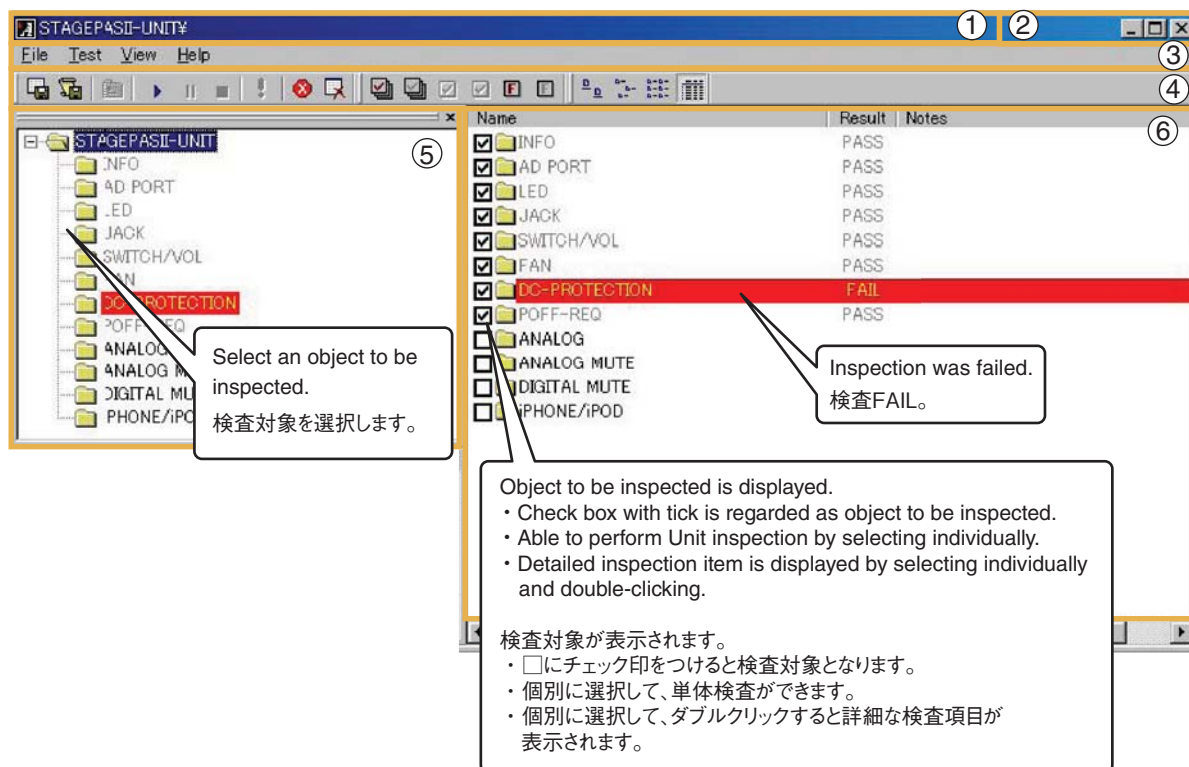 STAGEPASII-UNIT¥ ① ②
File Test View Help ③
④
Name Result Notes
⑤ ⑥
STAGEPASII-UNIT
INFO
AD PORT
LED
JACK
SWITCH/VOL
FAN
DC-PROTECTION
POFF-REQ
ANALOG
ANALOG M
DIGITAL MU
iPHONE/iPO
INFO PASS
AD PORT PASS
LED PASS
JACK PASS
SWITCH/VOL PASS
FAN PASS
DC-PROTECTION FAIL
POFF-REQ PASS
ANALOG
ANALOG MUTE
DIGITAL MUTE
iPHONE/iPOD
Select an object to be
inspected.
検査対象を選択します。
Inspection was failed.
検査FAIL。
Object to be inspected is displayed.
・Check box with tick is regarded as object to be inspected.
・Able to perform Unit inspection by selecting individually.
・Detailed inspection item is displayed by selecting individually
and double-clicking.
検査対象が表示されます。
・□にチェック印をつけると検査対象となります。
・個別に選択して、単体検査ができます。
・個別に選択して、ダブルクリックすると詳細な検査項目が
表示されます。